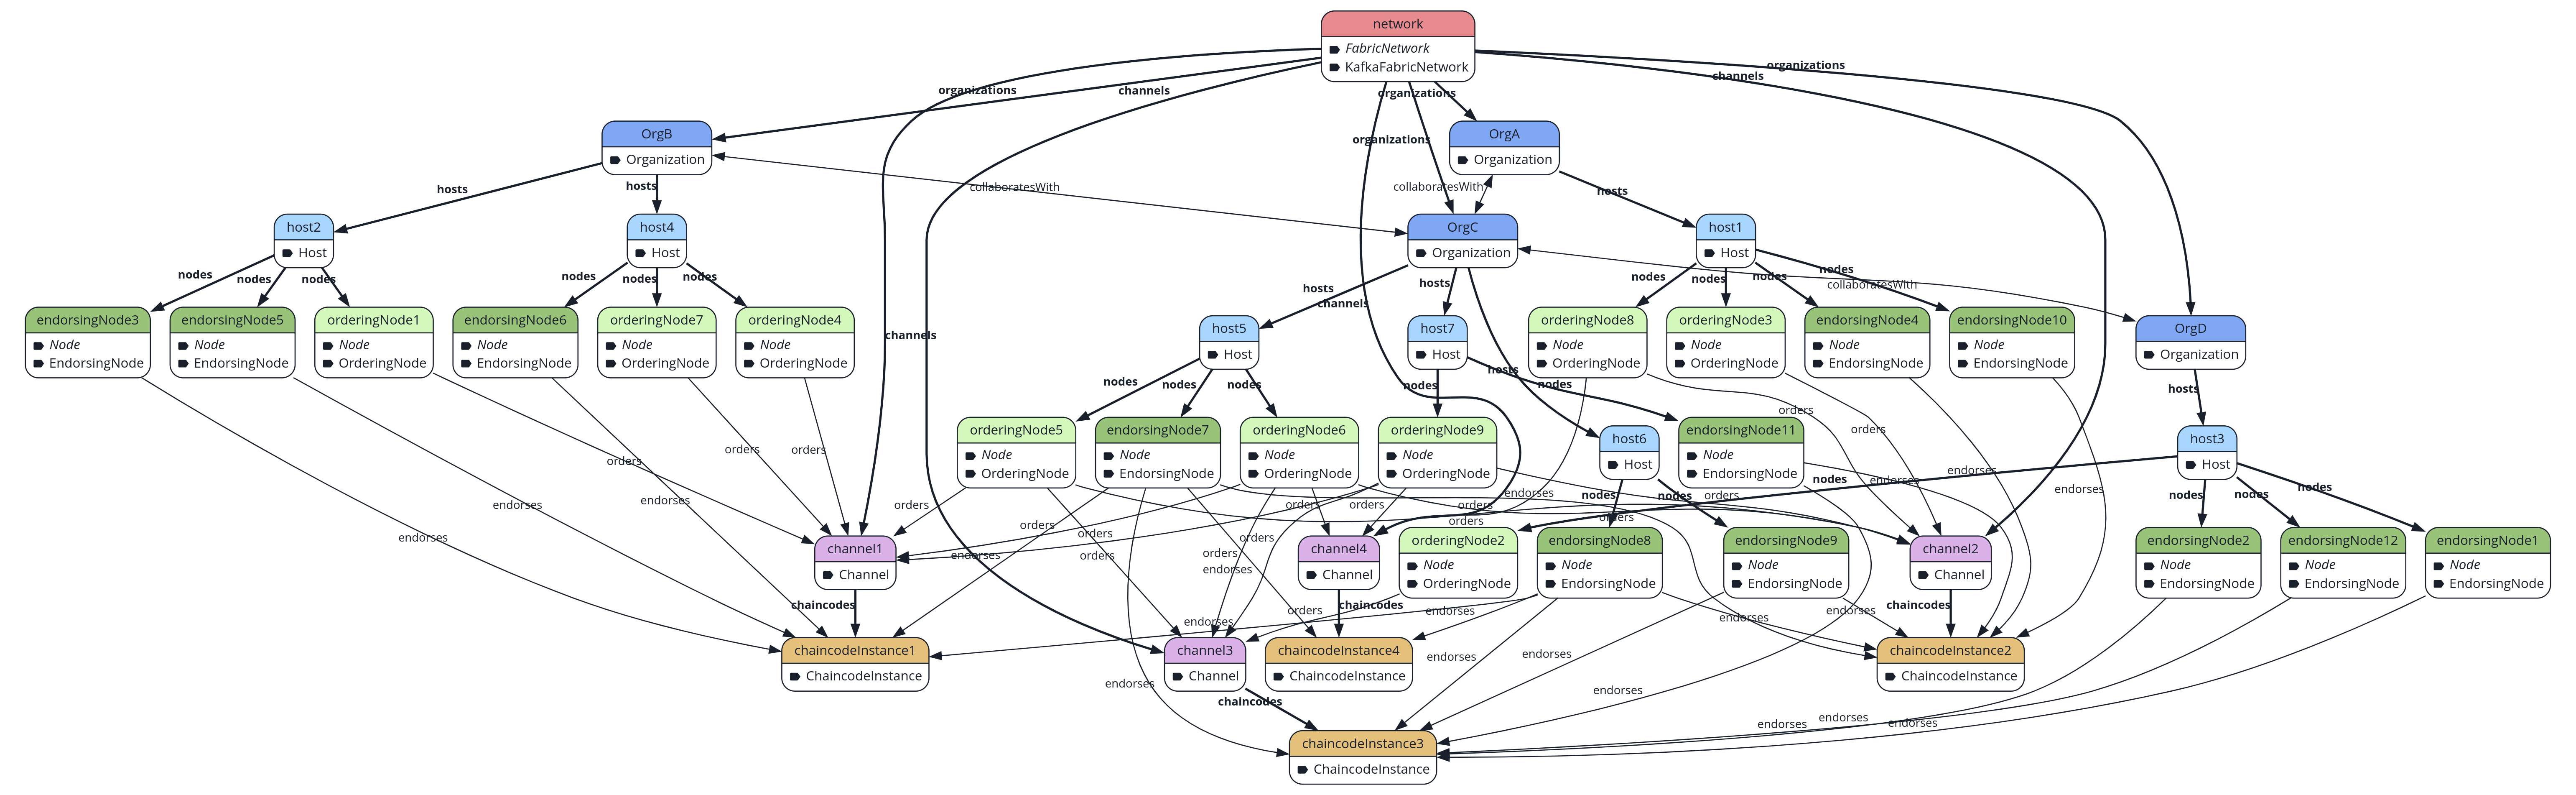 network
FabricNetwork
KafkaFabricNetwork
organizations
channels
organizations
channels
organizations
organizations
OrgB
Organization
OrgA
Organization
hosts
hosts
collaboratesWith
collaboratesWith
hosts
host2
Host
host4
Host
OrgC
Organization
host1
Host
nodes
nodes
nodes
nodes
nodes
nodes
hosts
channels
hosts
nodes
nodes
nodes
nodes
collaboratesWith
endorsingNode3
Node
EndorsingNode
endorsingNode5
Node
EndorsingNode
orderingNode1
Node
OrderingNode
endorsingNode6
Node
EndorsingNode
orderingNode7
Node
OrderingNode
orderingNode4
Node
OrderingNode
channels
host5
Host
host7
Host
orderingNode8
Node
OrderingNode
orderingNode3
Node
OrderingNode
endorsingNode4
Node
EndorsingNode
endorsingNode10
Node
EndorsingNode
OrgD
Organization
nodes
nodes
nodes
nodes
hosts
nodes
hosts
orders
orders
orders
orders
orders
orderingNode5
Node
OrderingNode
endorsingNode7
Node
EndorsingNode
orderingNode6
Node
OrderingNode
orderingNode9
Node
OrderingNode
host6
Host
endorsingNode11
Node
EndorsingNode
host3
Host
endorses
endorses
orders
orders
orders
orders
endorses
nodes
nodes
orders
nodes
endorses
endorses
endorses
nodes
nodes
nodes
endorses
orders
endorses
orders
orders
orders
orders
orders
endorses
orders
orders
channel1
Channel
channel4
Channel
orderingNode2
Node
OrderingNode
endorsingNode8
Node
EndorsingNode
endorsingNode9
Node
EndorsingNode
channel2
Channel
endorsingNode2
Node
EndorsingNode
endorsingNode12
Node
EndorsingNode
endorsingNode1
Node
EndorsingNode
chaincodes
endorses
orders
chaincodes
endorses
endorses
endorses
chaincodes
chaincodeInstance1
ChaincodeInstance
channel3
Channel
chaincodeInstance4
ChaincodeInstance
chaincodeInstance2
ChaincodeInstance
endorses
chaincodes
endorses
endorses
endorses
endorses
endorses
endorses
chaincodeInstance3
ChaincodeInstance